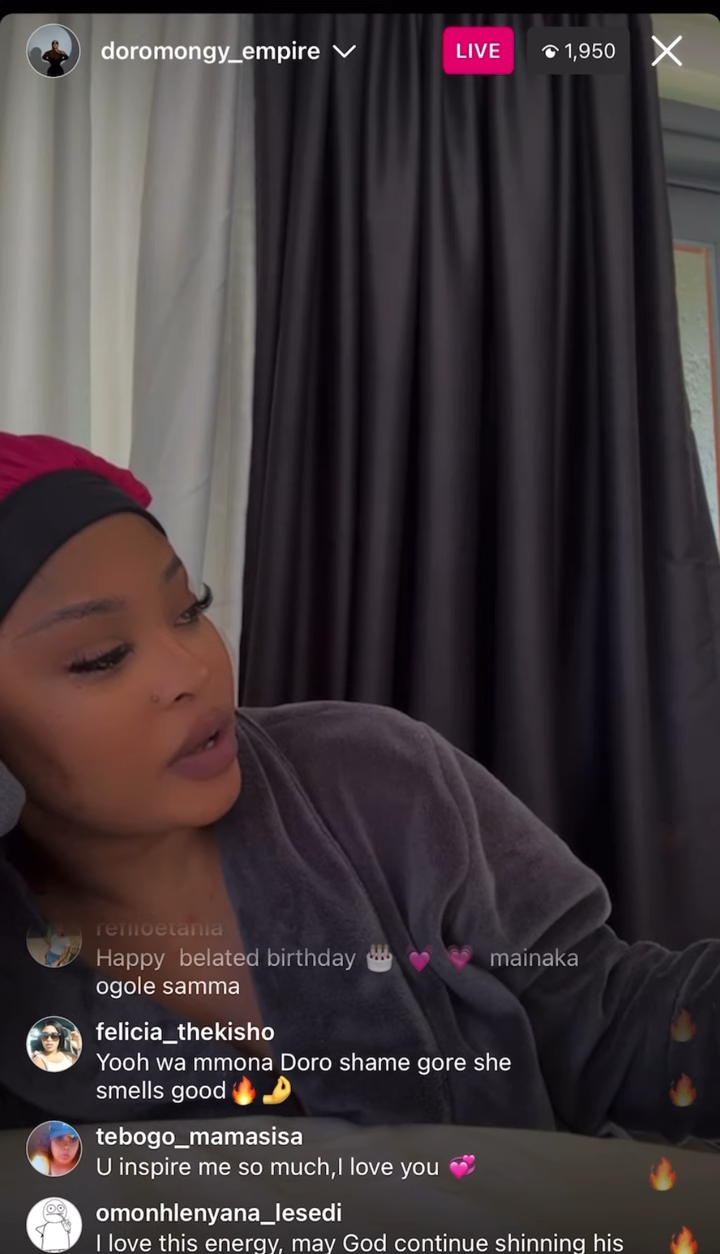 doromongy_empire
LIVE
1,950
refiloetania
Happy belated birthday 🎂 💓 💗 mainaka
ogole samma
felicia_thekisho
Yooh wa mmona Doro shame gore she
smells good🔥🤌
tebogo_mamasisa
U inspire me so much,I love you 💞
omonhlenyana_lesedi
I love this energy, may God continue shinning his